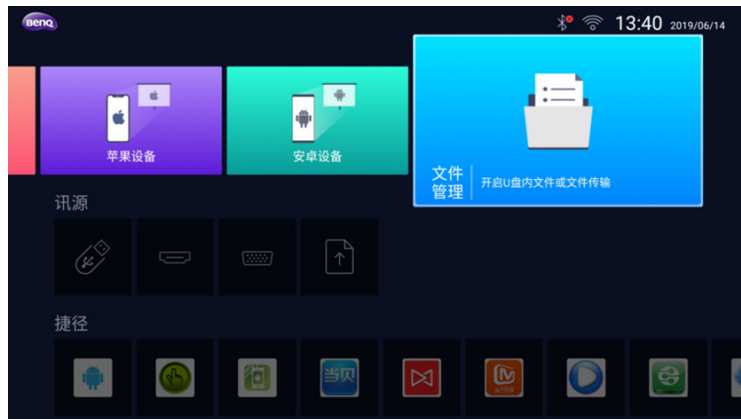 BenQ
13:40 2019/06/14
苹果设备
安卓设备
文件
管理
开启U盘内文件或文件传输
讯源
捷径
当贝